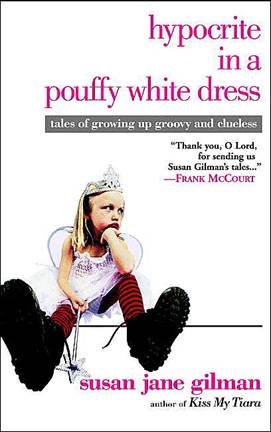 hypocrite
in a
pouffy white dress
tales of growing up groovy and clueless
"Thank you, O Lord,
for sending us
Susan Gilman's tales..."
—FRANK MCCOURT
susan jane gilman
author of Kiss My Tiara